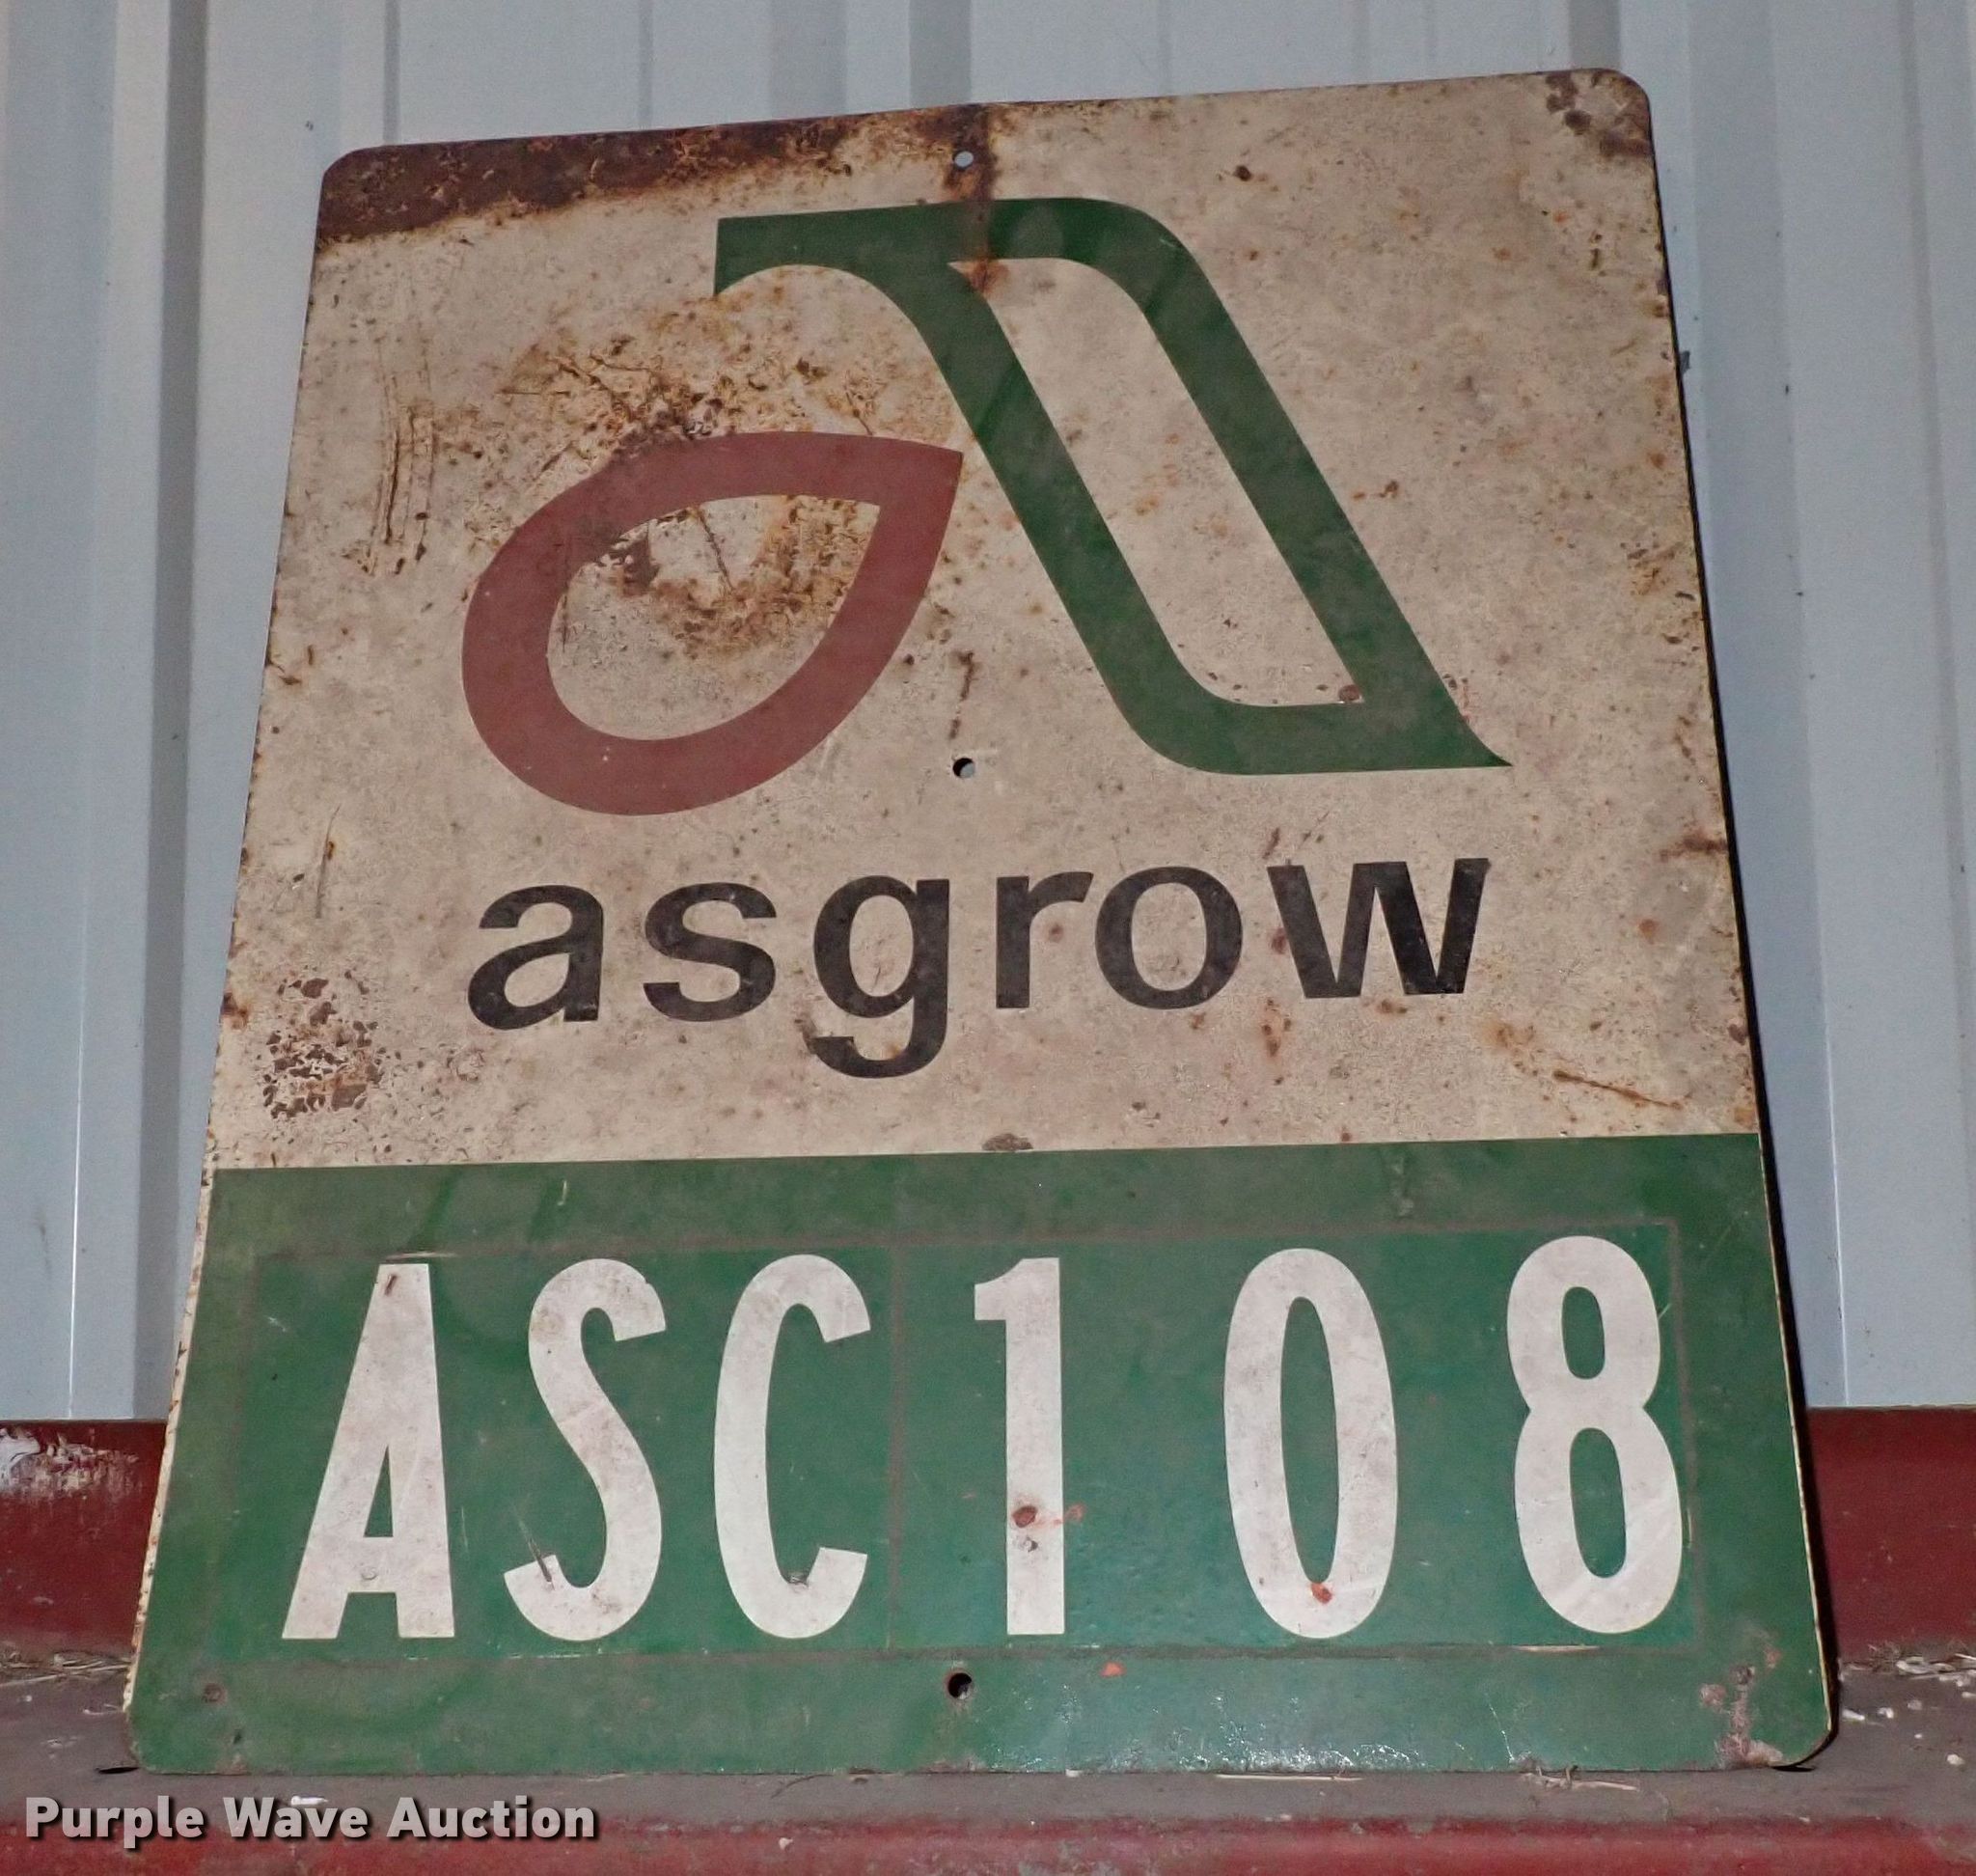 asgrow
ASC108
Purple Wave Auction